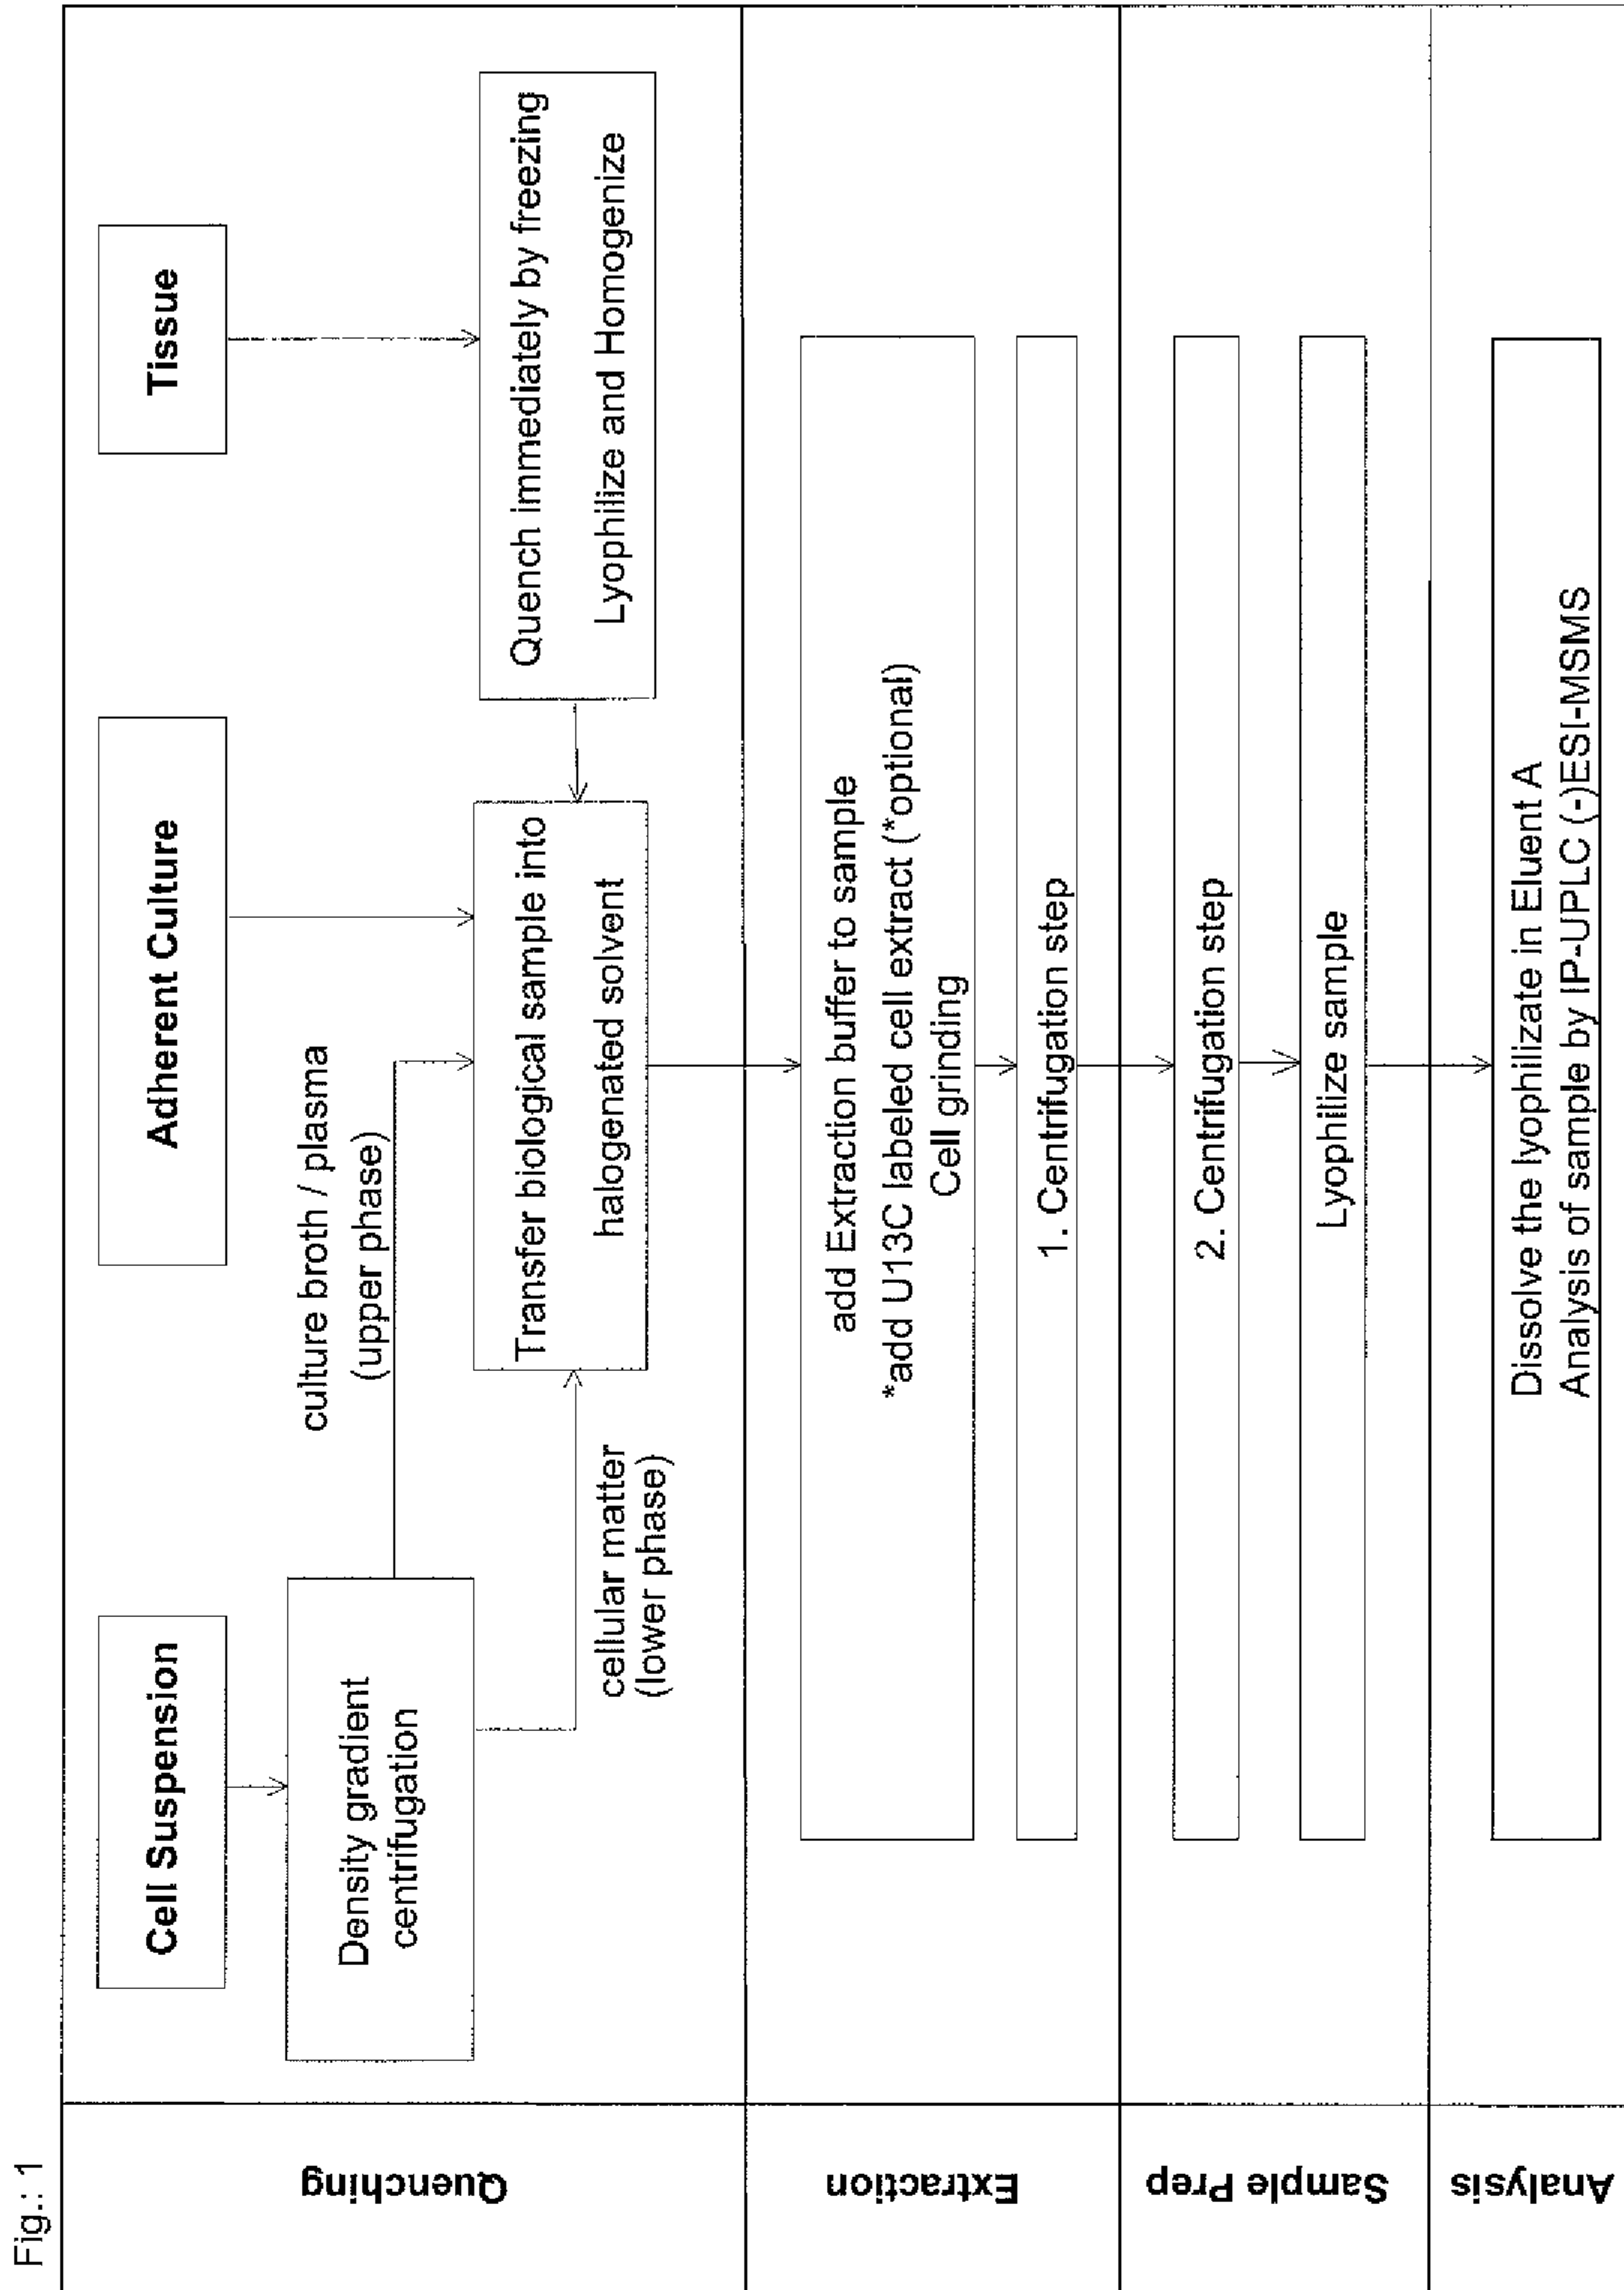 Fig.: 1
Quenching
Cell Suspension
Adherent Culture
Tissue
Density gradient
centrifugation
culture broth / plasma
(upper phase)
cellular matter
(lower phase)
Transfer biological sample into
halogenated solvent
Quench immediately by freezing
Lyophilize and Homogenize
Extraction
add Extraction buffer to sample
*add U13C labeled cell extract (*optional)
Cell grinding
1. Centrifugation step
Sample Prep
2. Centrifugation step
Lyophilize sample
Analysis
Dissolve the lyophilizate in Eluent A
Analysis of sample by IP-UPLC (-)ESI-MSMS